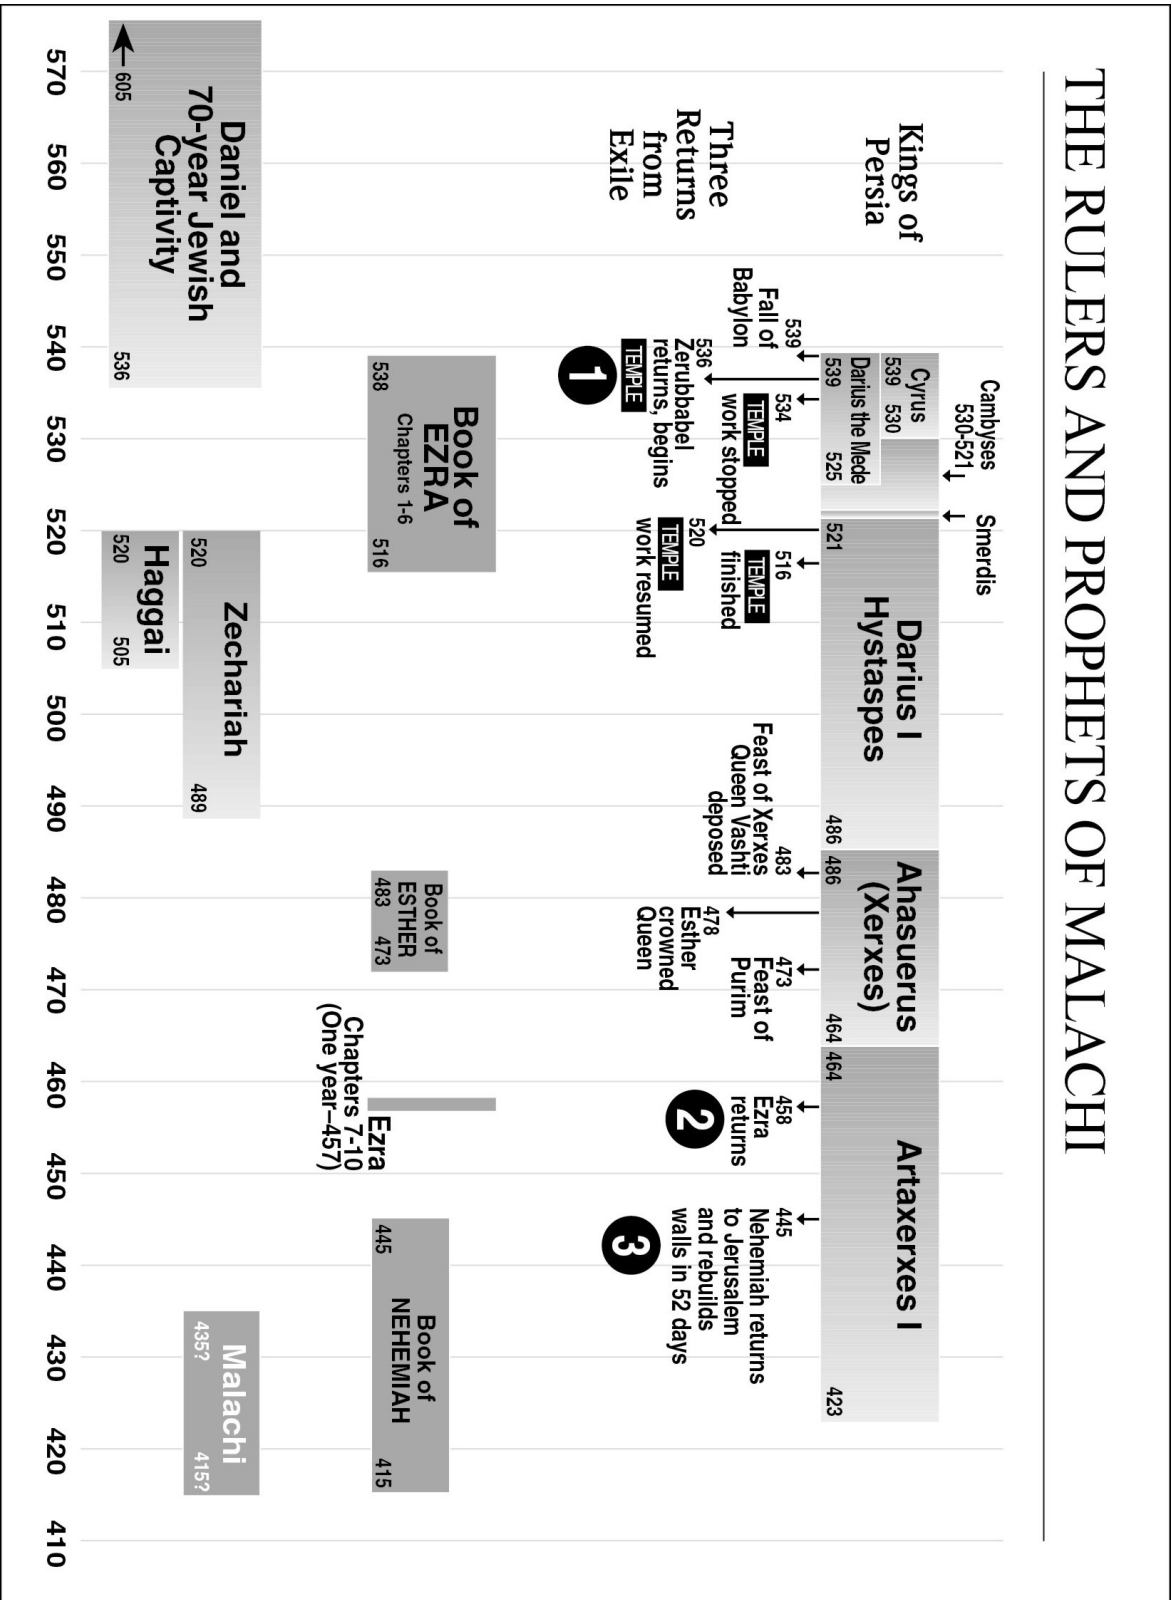 THE RULERS AND PROPHETS OF MALACHI
Kings of
Persia
Cambyses
530-521
Smerdis
Cyrus
539 530
Darius the Mede
539 525
Darius I
Hystaspes
521 486
Ahasuerus
(Xerxes)
486 464
Artaxerxes I
464 423
Three
Returns
from
Exile
539
Fall of
Babylon
536
Zerubbabel
returns, begins
TEMPLE
1
534
TEMPLE
work stopped
520
TEMPLE
work resumed
516
TEMPLE
finished
483
Feast of Xerxes
Queen Vashti
deposed
478
Esther
crowned
Queen
473
Feast of
Purim
458
Ezra
returns
2
445
Nehemiah returns
to Jerusalem
and rebuilds
walls in 52 days
3
Book of
EZRA
Chapters 1-6
538 516
Book of
ESTHER
483 473
Ezra
Chapters 7-10
(One year–457)
Book of
NEHEMIAH
445 415
Daniel and
70-year Jewish
Captivity
605 536
Zechariah
520 489
Haggai
520 505
Malachi
435? 415?
570 560 550 540 530 520 510 500 490 480 470 460 450 440 430 420 410